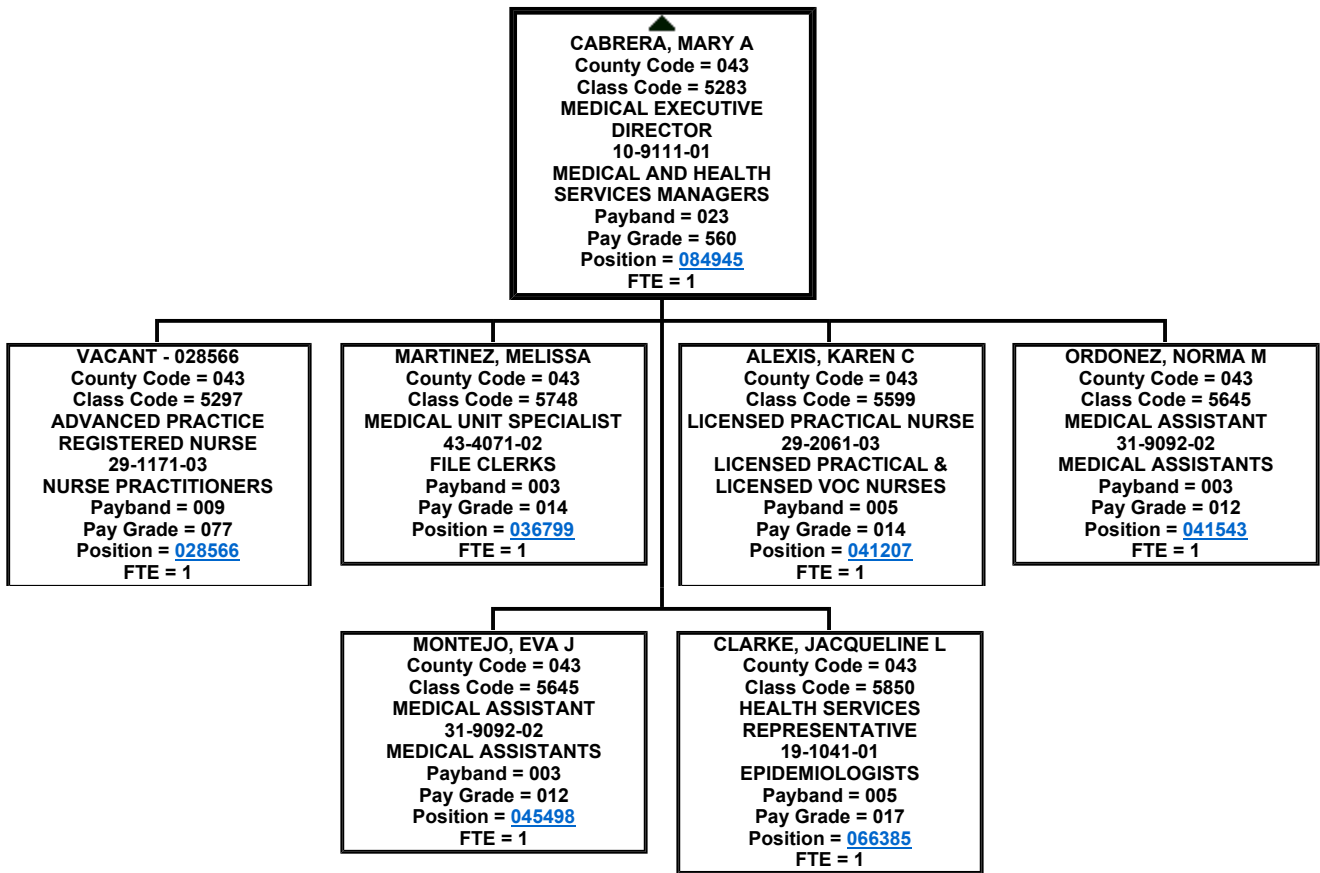 CABRERA, MARY A
County Code = 043
Class Code = 5283
MEDICAL EXECUTIVE
DIRECTOR
10-9111-01
MEDICAL AND HEALTH
SERVICES MANAGERS
Payband = 023
Pay Grade = 560
Position = 084945
FTE = 1
VACANT - 028566
County Code = 043
Class Code = 5297
ADVANCED PRACTICE
REGISTERED NURSE
29-1171-03
NURSE PRACTITIONERS
Payband = 009
Pay Grade = 077
Position = 028566
FTE = 1
MARTINEZ, MELISSA
County Code = 043
Class Code = 5748
MEDICAL UNIT SPECIALIST
43-4071-02
FILE CLERKS
Payband = 003
Pay Grade = 014
Position = 036799
FTE = 1
ALEXIS, KAREN C
County Code = 043
Class Code = 5599
LICENSED PRACTICAL NURSE
29-2061-03
LICENSED PRACTICAL &
LICENSED VOC NURSES
Payband = 005
Pay Grade = 014
Position = 041207
FTE = 1
ORDONEZ, NORMA M
County Code = 043
Class Code = 5645
MEDICAL ASSISTANT
31-9092-02
MEDICAL ASSISTANTS
Payband = 003
Pay Grade = 012
Position = 041543
FTE = 1
MONTEJO, EVA J
County Code = 043
Class Code = 5645
MEDICAL ASSISTANT
31-9092-02
MEDICAL ASSISTANTS
Payband = 003
Pay Grade = 012
Position = 045498
FTE = 1
CLARKE, JACQUELINE L
County Code = 043
Class Code = 5850
HEALTH SERVICES
REPRESENTATIVE
19-1041-01
EPIDEMIOLOGISTS
Payband = 005
Pay Grade = 017
Position = 066385
FTE = 1